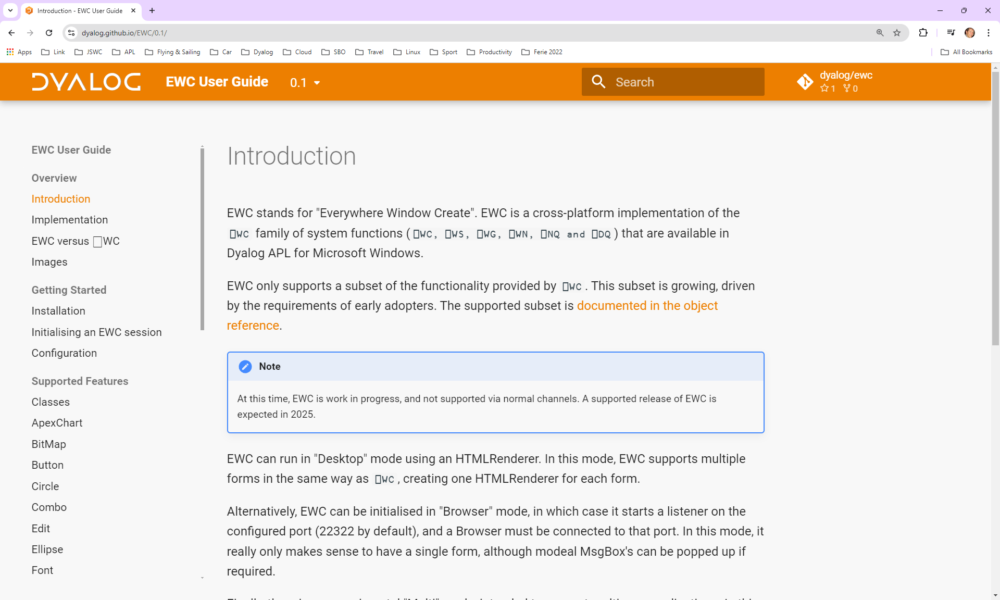 Introduction - EWC User Guide
dyalog.github.io/EWC/0.1/
Apps Link JSWC APL Flying & Sailing Car Dyalog Cloud SBO Travel Linux Sport Productivity Ferie 2022 All Bookmarks
DYALOG EWC User Guide 0.1 Search dyalog/ewc
1 0
EWC User Guide
Overview
Introduction
Implementation
EWC versus ⎕WC
Images
Getting Started
Installation
Initialising an EWC session
Configuration
Supported Features
Classes
ApexChart
BitMap
Button
Circle
Combo
Edit
Ellipse
Font
Introduction
EWC stands for "Everywhere Window Create". EWC is a cross-platform implementation of the
⎕WC family of system functions (⎕WC, ⎕WS, ⎕WG, ⎕WN, ⎕NQ and ⎕DQ) that are available in
Dyalog APL for Microsoft Windows.
EWC only supports a subset of the functionality provided by ⎕WC. This subset is growing, driven
by the requirements of early adopters. The supported subset is documented in the object
reference.
Note
At this time, EWC is work in progress, and not supported via normal channels. A supported release of EWC is
expected in 2025.
EWC can run in "Desktop" mode using an HTMLRenderer. In this mode, EWC supports multiple
forms in the same way as ⎕WC, creating one HTMLRenderer for each form.
Alternatively, EWC can be initialised in "Browser" mode, in which case it starts a listener on the
configured port (22322 by default), and a Browser must be connected to that port. In this mode, it
really only makes sense to have a single form, although modeal MsgBox's can be popped up if
required.